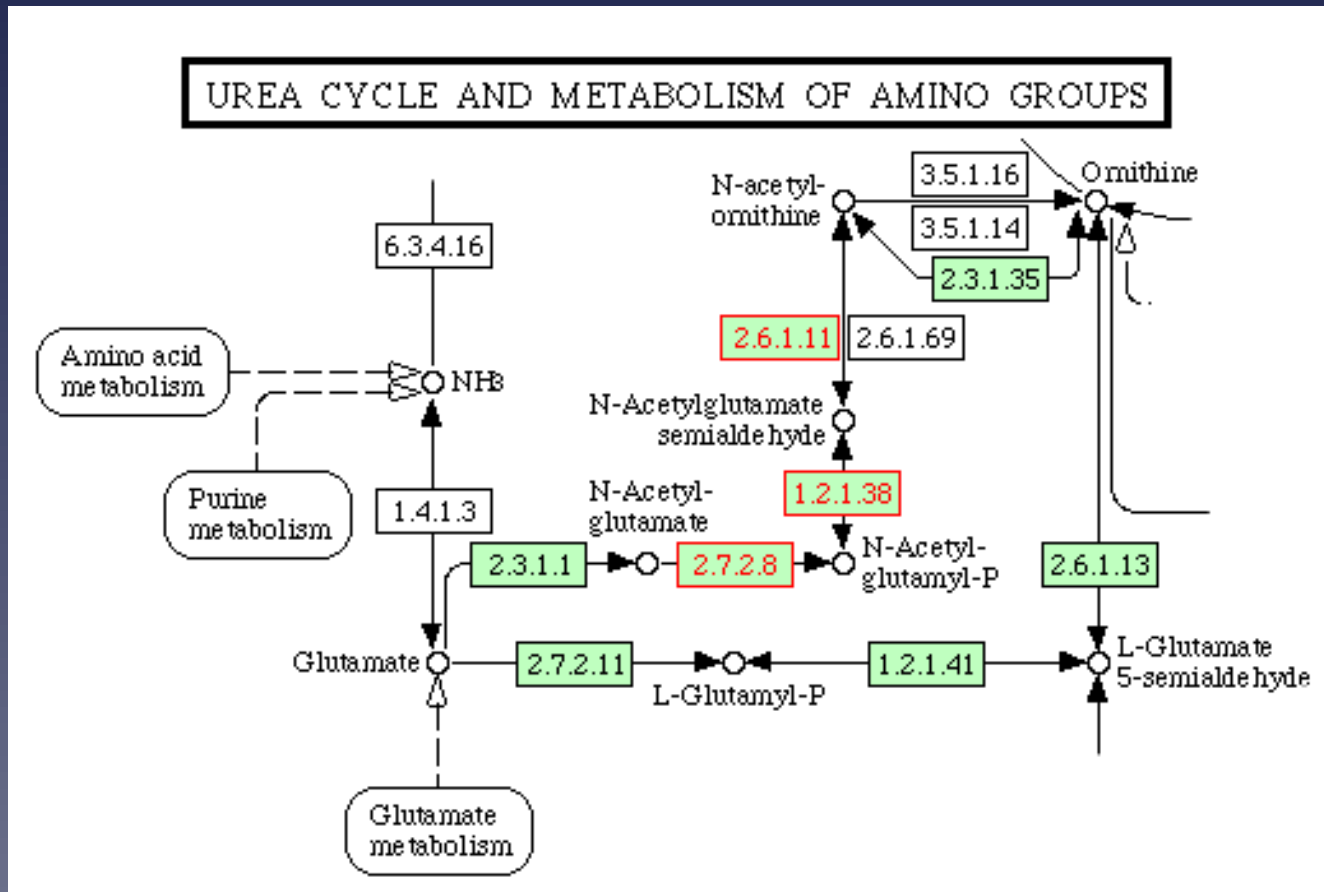 UREA CYCLE AND METABOLISM OF AMINO GROUPS
N-acetyl-
ornithine
3.5.1.16
Ornithine
3.5.1.14
6.3.4.16
2.3.1.35
2.6.1.11
2.6.1.69
Amino acid
metabolism
NH3
N-Acetylglutamate
semialdehyde
Purine
metabolism
1.4.1.3
N-Acetyl-
glutamate
1.2.1.38
2.3.1.1
2.7.2.8
N-Acetyl-
glutamyl-P
2.6.1.13
Glutamate
2.7.2.11
L-Glutamyl-P
1.2.1.41
L-Glutamate
5-semialdehyde
Glutamate
metabolism